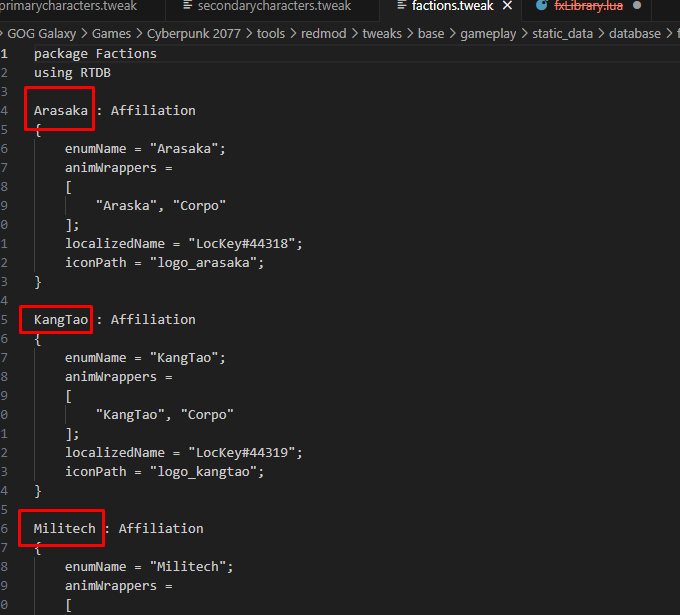 primarycharacters.tweak secondarycharacters.tweak factions.tweak fxLibrary.lua
GOG Galaxy > Games > Cyberpunk 2077 > tools > redmod > tweaks > base > gameplay > static_data > database >
1 package Factions
2 using RTDB
3
4 Arasaka : Affiliation
5 {
6 enumName = "Arasaka";
7 animWrappers =
8 [
9 "Araska", "Corpo"
0 ];
1 localizedName = "LocKey#44318";
2 iconPath = "logo_arasaka";
3 }
4
5 KangTao : Affiliation
6 {
7 enumName = "KangTao";
8 animWrappers =
9 [
0 "KangTao", "Corpo"
1 ];
2 localizedName = "LocKey#44319";
3 iconPath = "logo_kangtao";
4 }
5
6 Militech : Affiliation
7 {
8 enumName = "Militech";
9 animWrappers =
0 [